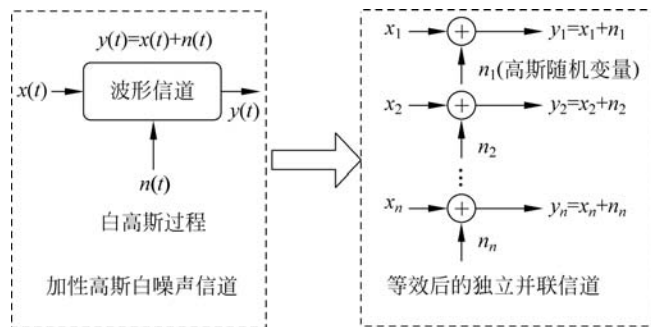 y(t)=x(t)+n(t)
x(t)
波形信道
y(t)
n(t)
白高斯过程
加性高斯白噪声信道
x₁
y₁=x₁+n₁
n₁(高斯随机变量)
x₂
y₂=x₂+n₂
n₂
⋮
xₙ
yₙ=xₙ+nₙ
nₙ
等效后的独立并联信道